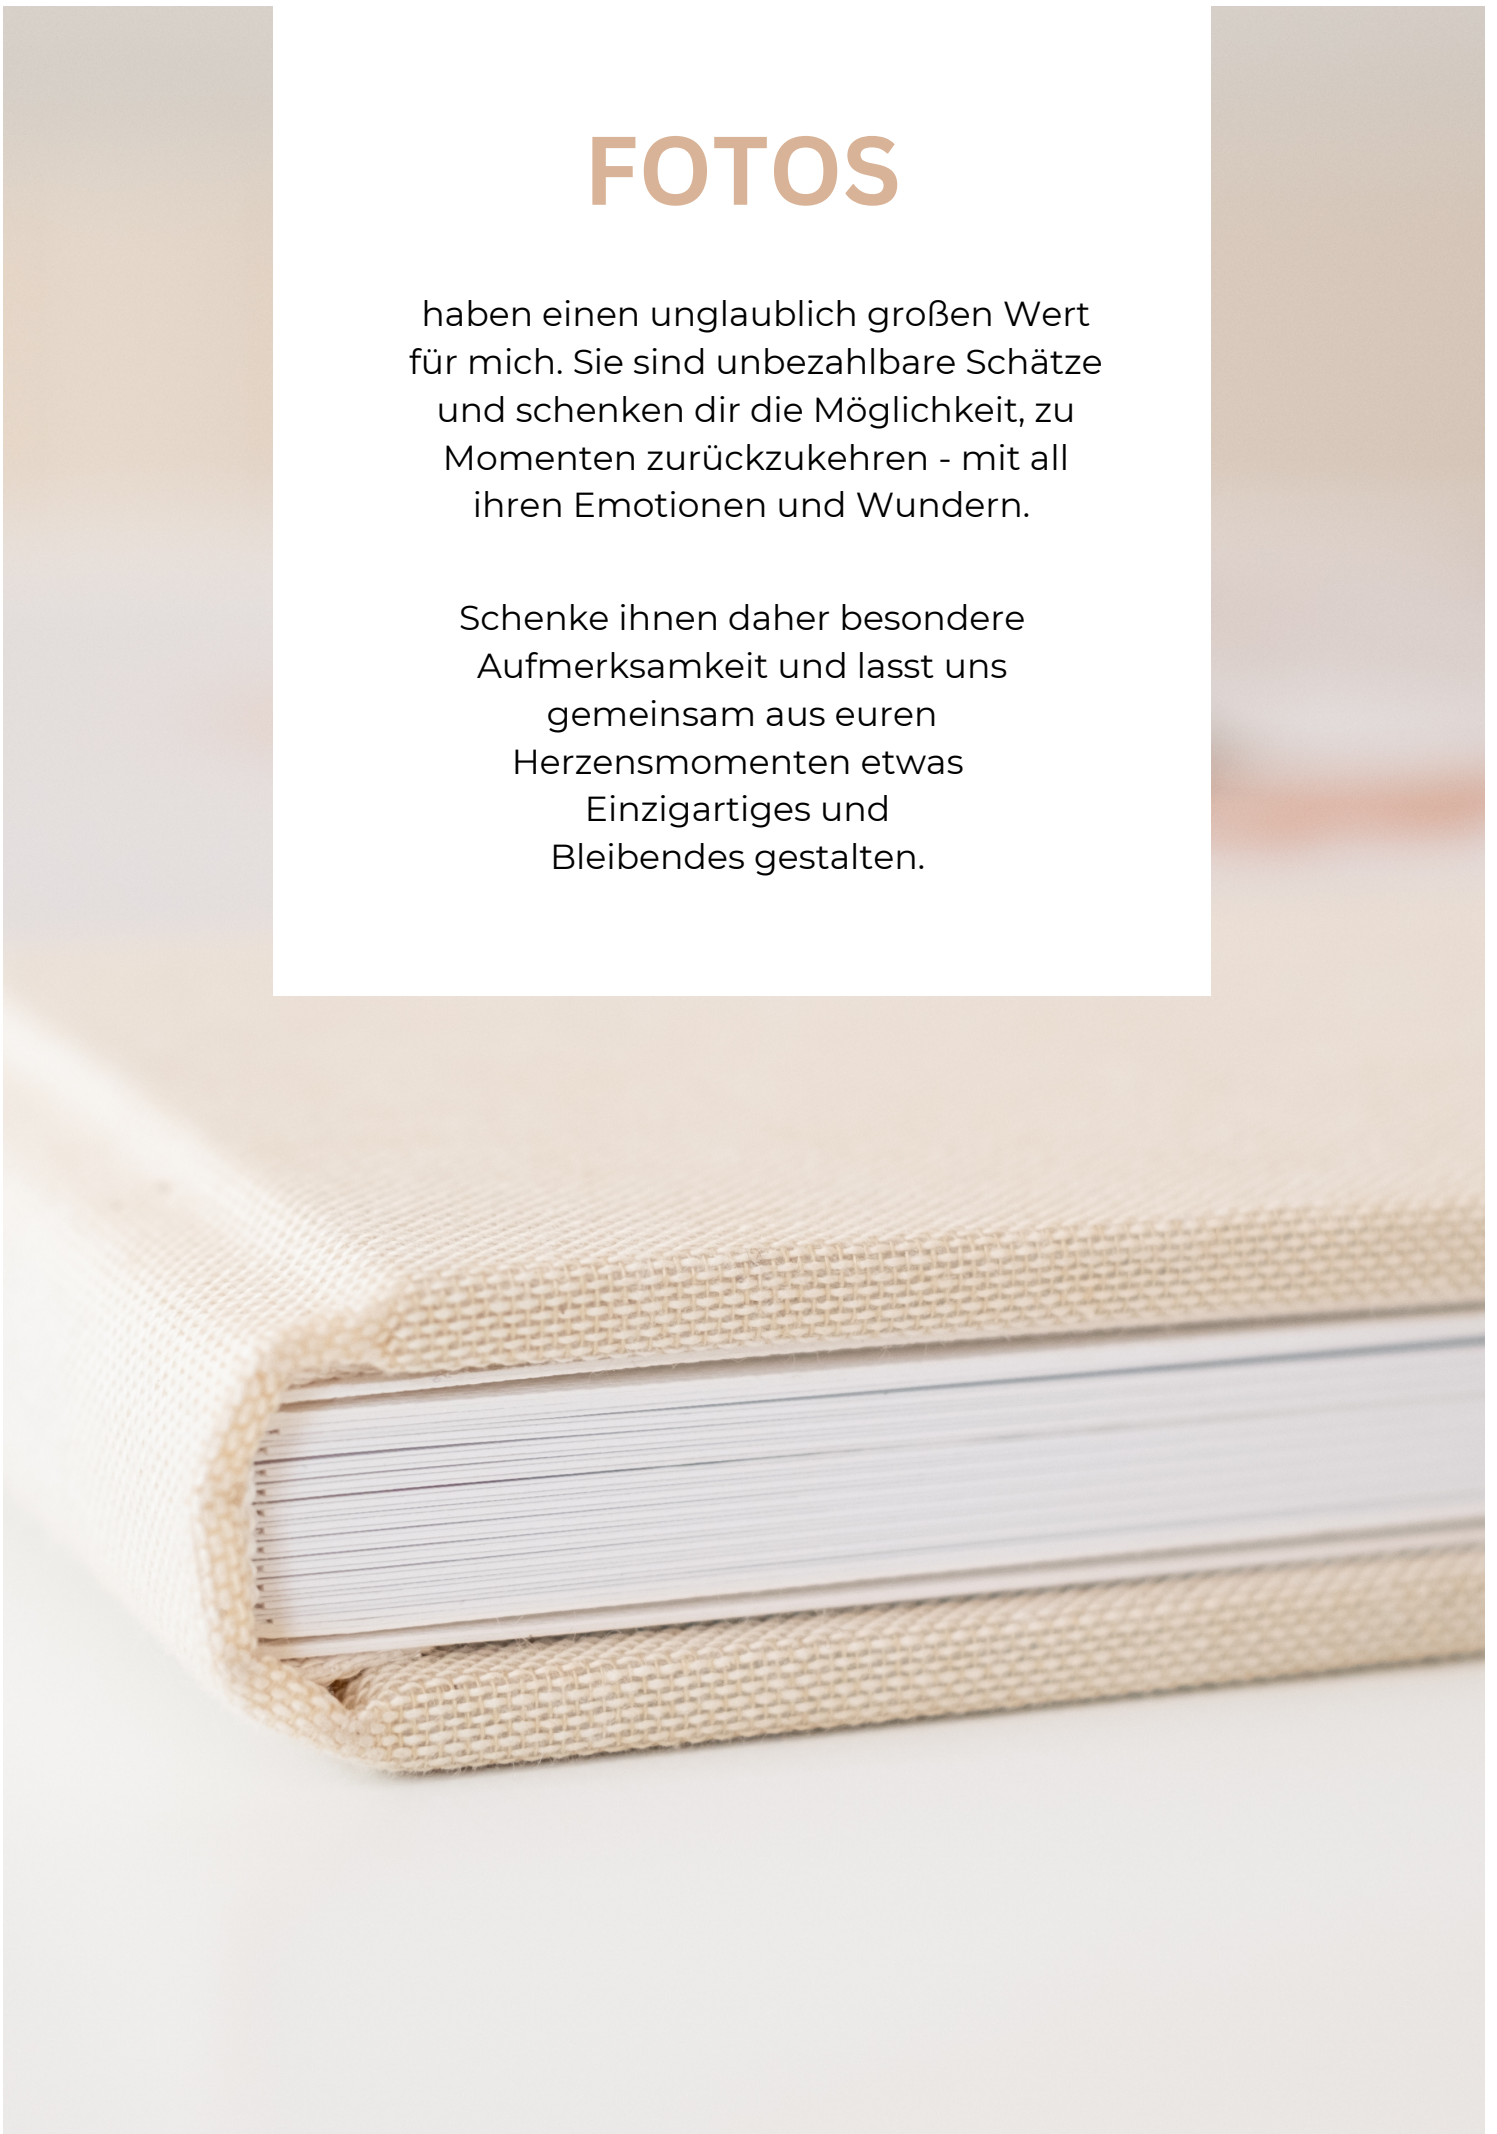 FOTOS
haben einen unglaublich großen Wert
für mich. Sie sind unbezahlbare Schätze
und schenken dir die Möglichkeit, zu
Momenten zurückzukehren - mit all
ihren Emotionen und Wundern.
Schenke ihnen daher besondere
Aufmerksamkeit und lasst uns
gemeinsam aus euren
Herzensmomenten etwas
Einzigartiges und
Bleibendes gestalten.